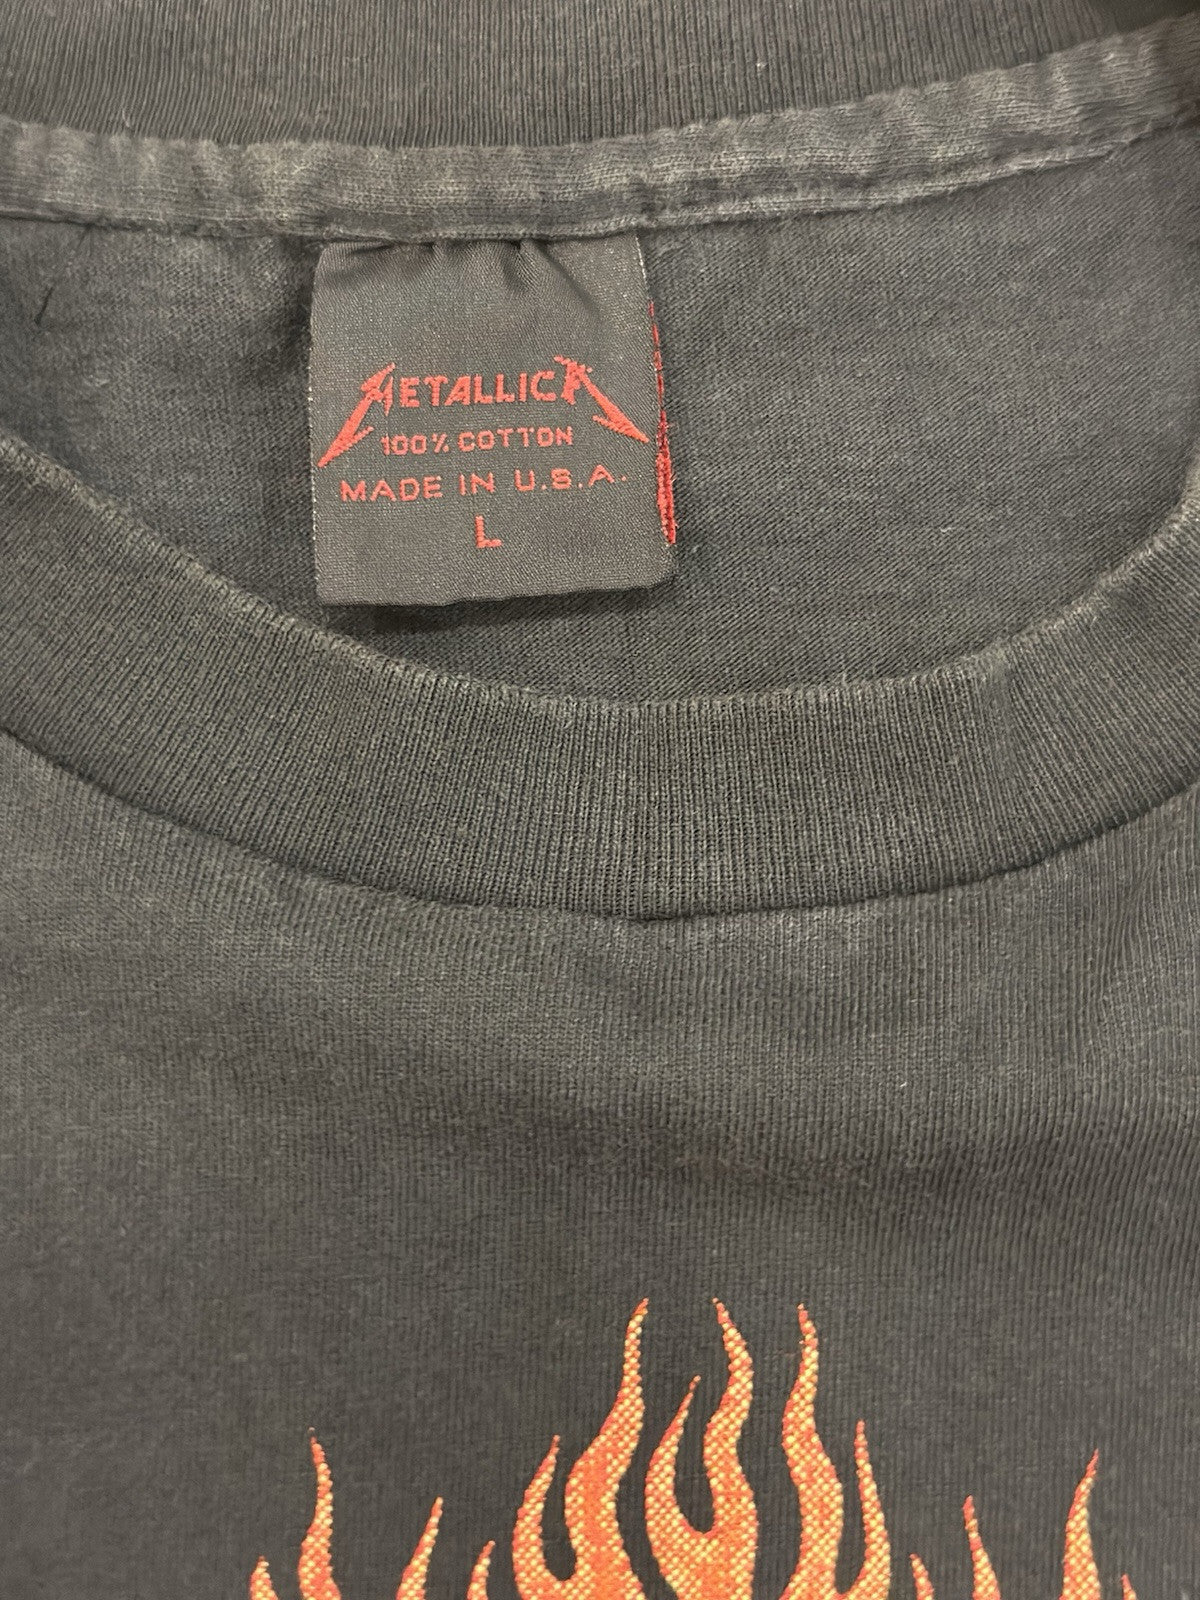 METALLICA
100% COTTON
MADE IN U.S.A.
L